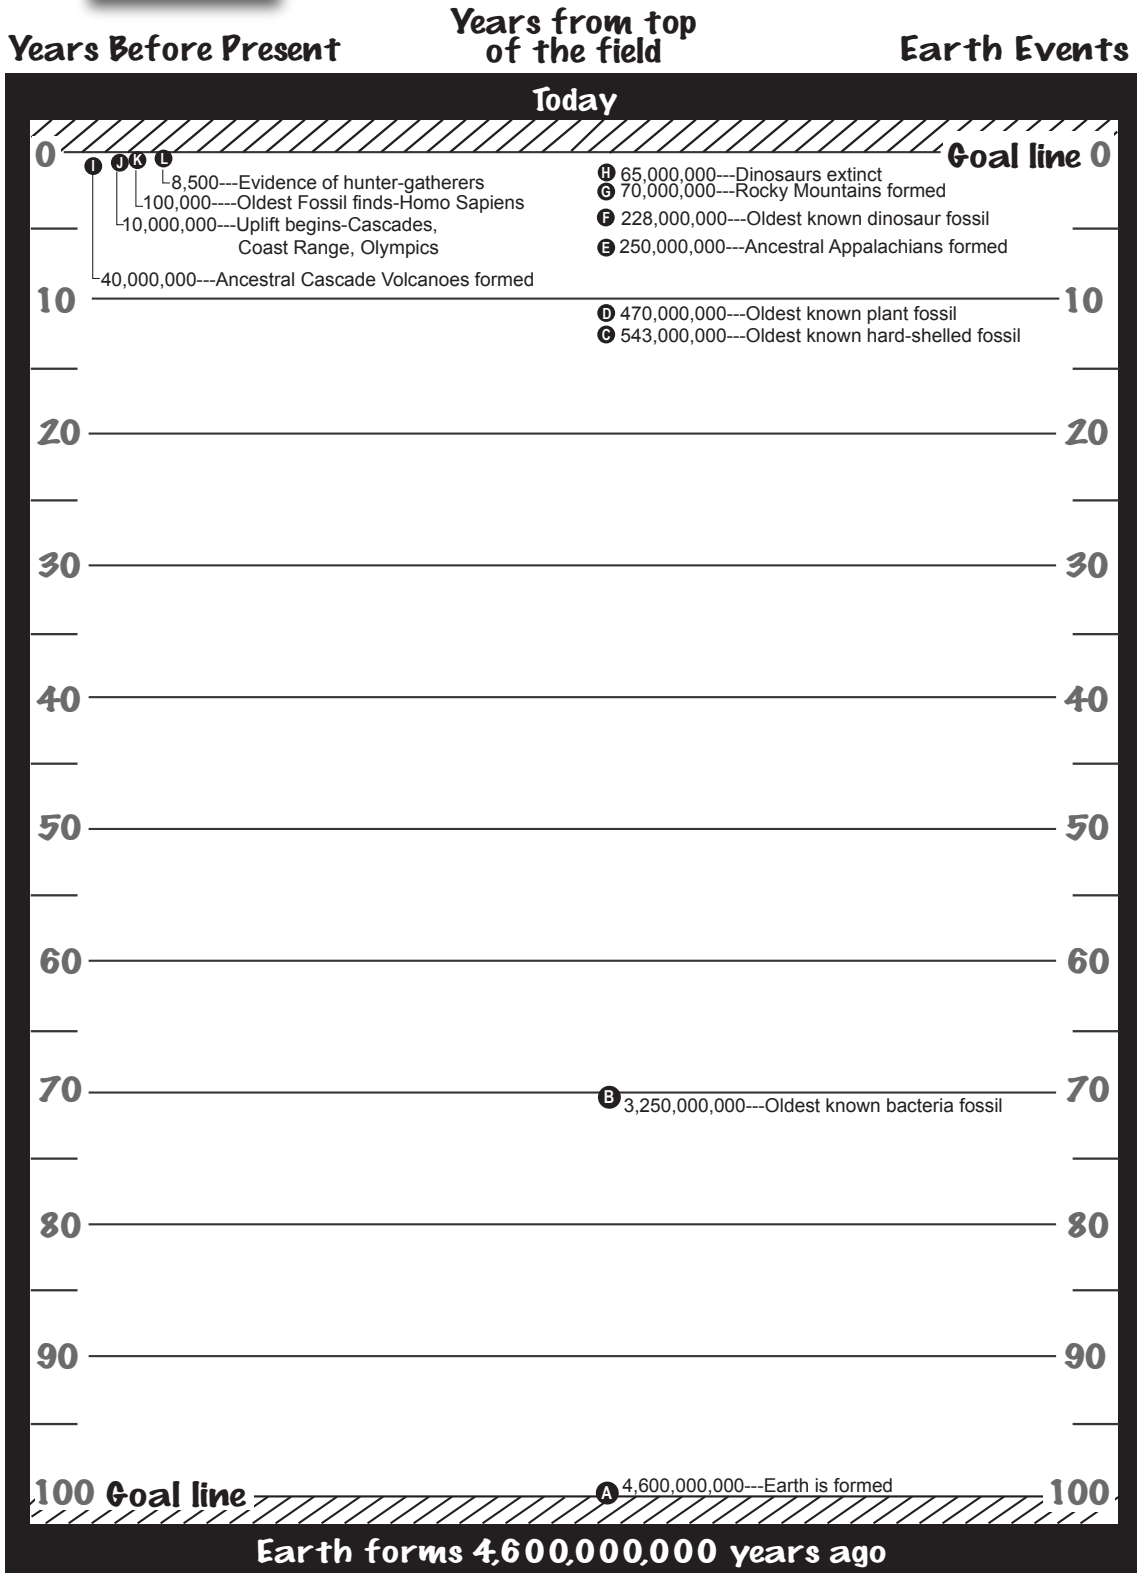 Years Before Present
Years from top
of the field
Earth Events
Today
0
Goal line 0
I
J
K
L
8,500---Evidence of hunter-gatherers
100,000----Oldest Fossil finds-Homo Sapiens
10,000,000---Uplift begins-Cascades,
Coast Range, Olympics
40,000,000---Ancestral Cascade Volcanoes formed
H 65,000,000---Dinosaurs extinct
G 70,000,000---Rocky Mountains formed
F 228,000,000---Oldest known dinosaur fossil
E 250,000,000---Ancestral Appalachians formed
10
10
D 470,000,000---Oldest known plant fossil
C 543,000,000---Oldest known hard-shelled fossil
20
20
30
30
40
40
50
50
60
60
70
70
B 3,250,000,000---Oldest known bacteria fossil
80
80
90
90
100 Goal line
A 4,600,000,000---Earth is formed
100
Earth forms 4,600,000,000 years ago